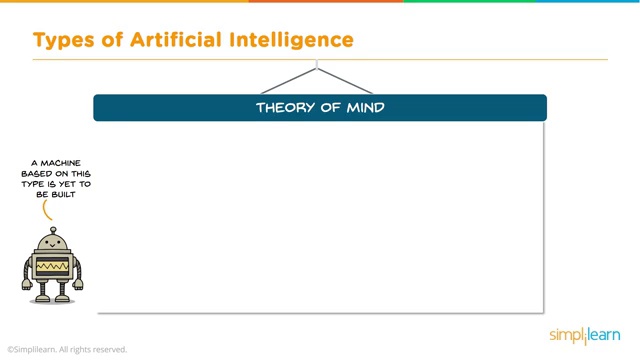 Types of Artificial Intelligence
THEORY OF MIND
A MACHINE
BASED ON THIS
TYPE IS YET TO
BE BUILT
simplilearn
©Simplilearn. All rights reserved.